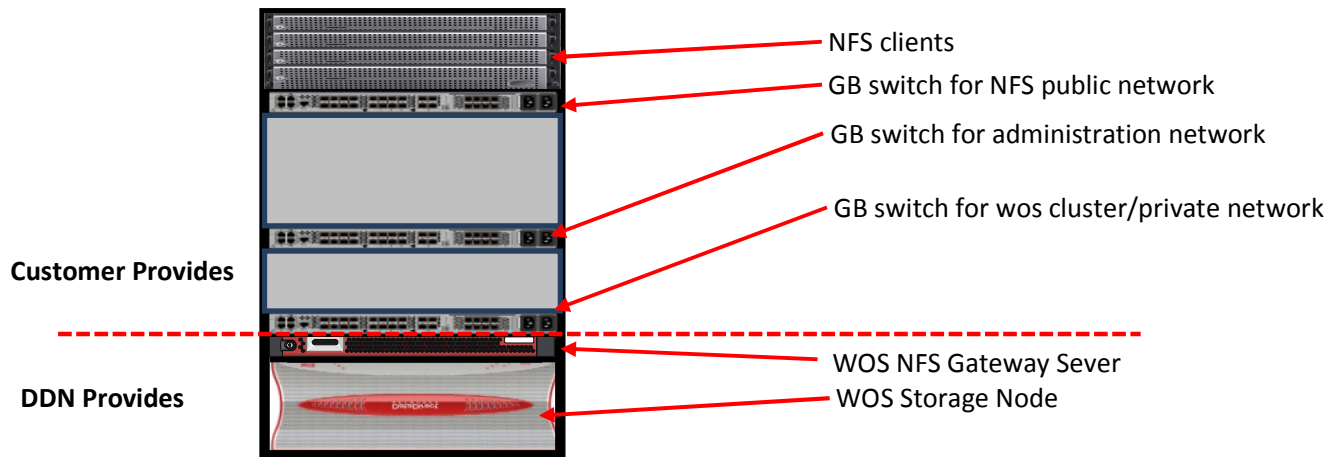 NFS clients
GB switch for NFS public network
GB switch for administration network
GB switch for wos cluster/private network
Customer Provides
WOS NFS Gateway Sever
DDN Provides
WOS Storage Node
DataDirect